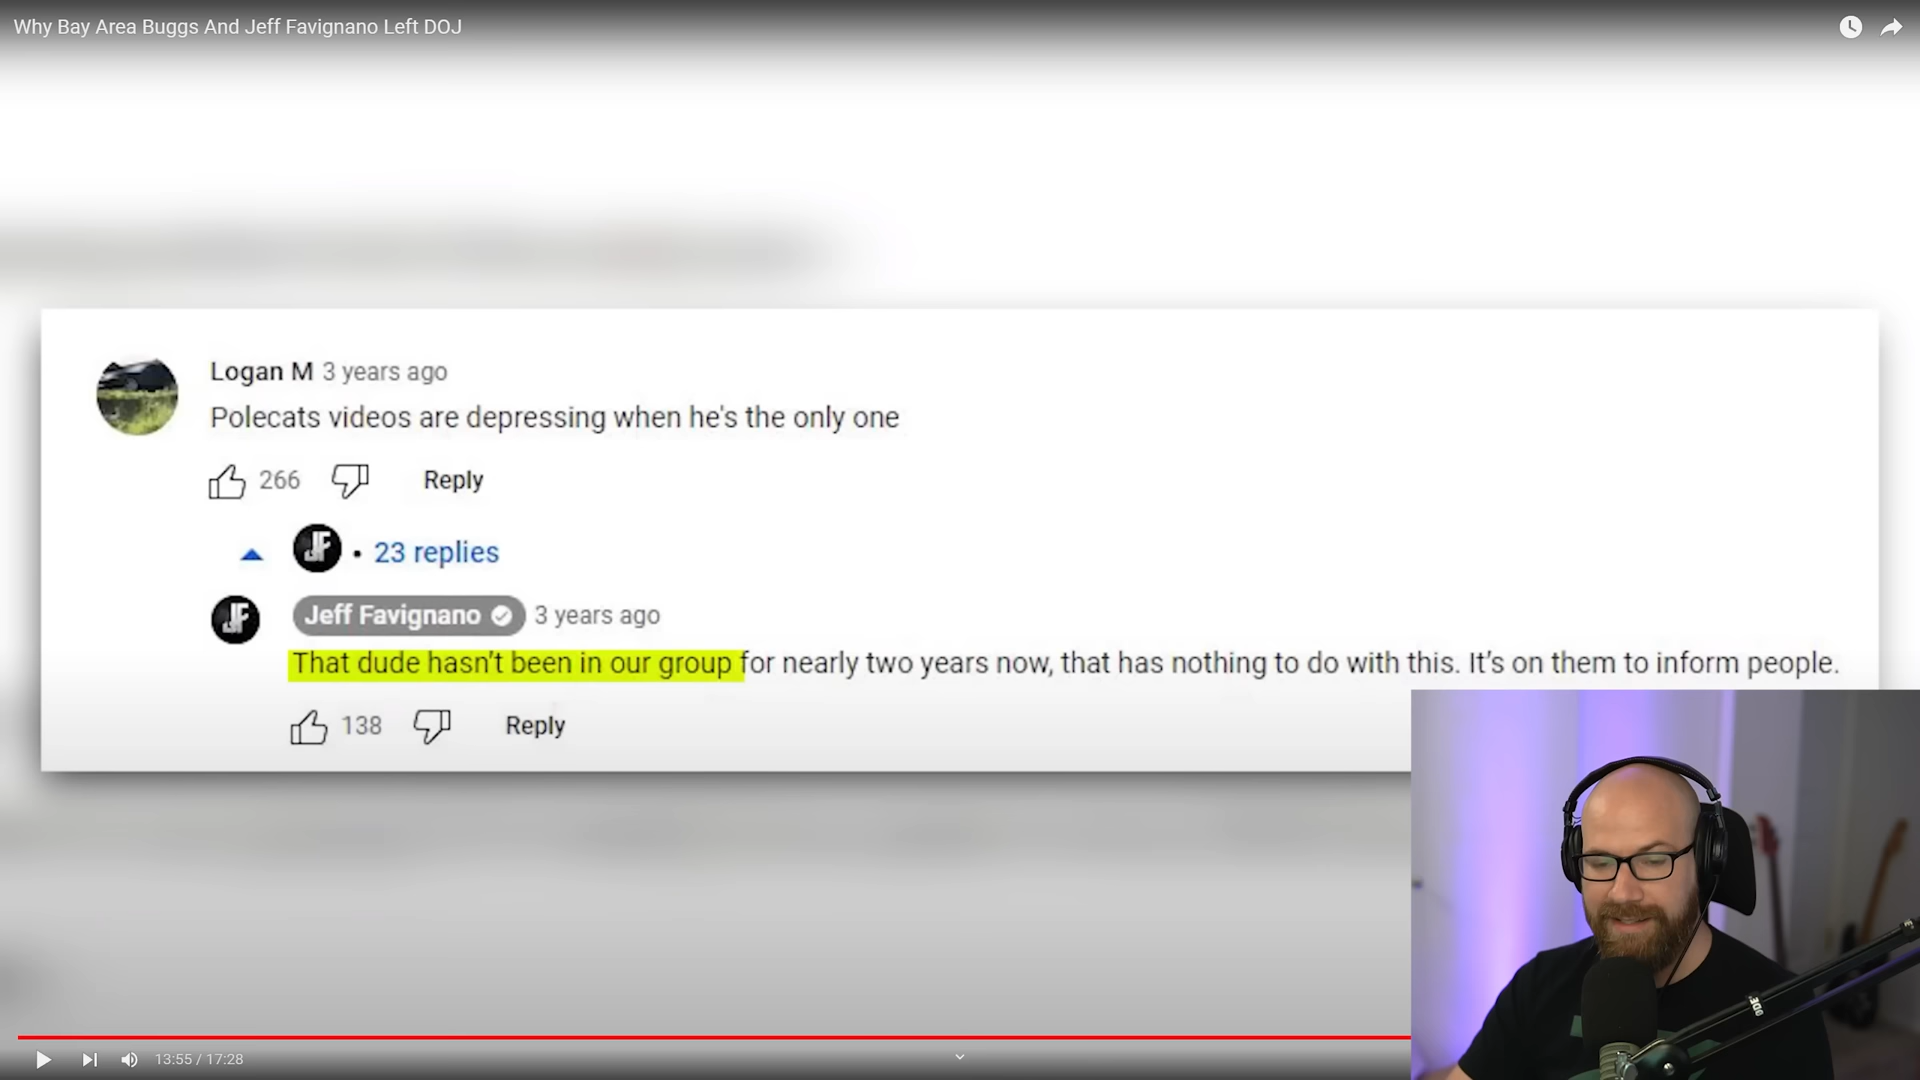 Why Bay Area Buggs And Jeff Favignano Left DOJ
Logan M 3 years ago
Polecats videos are depressing when he's the only one
266 Reply
JF • 23 replies
JF Jeff Favignano 3 years ago
That dude hasn’t been in our group for nearly two years now, that has nothing to do with this. It’s on them to inform people.
138 Reply
13:55 / 17:28